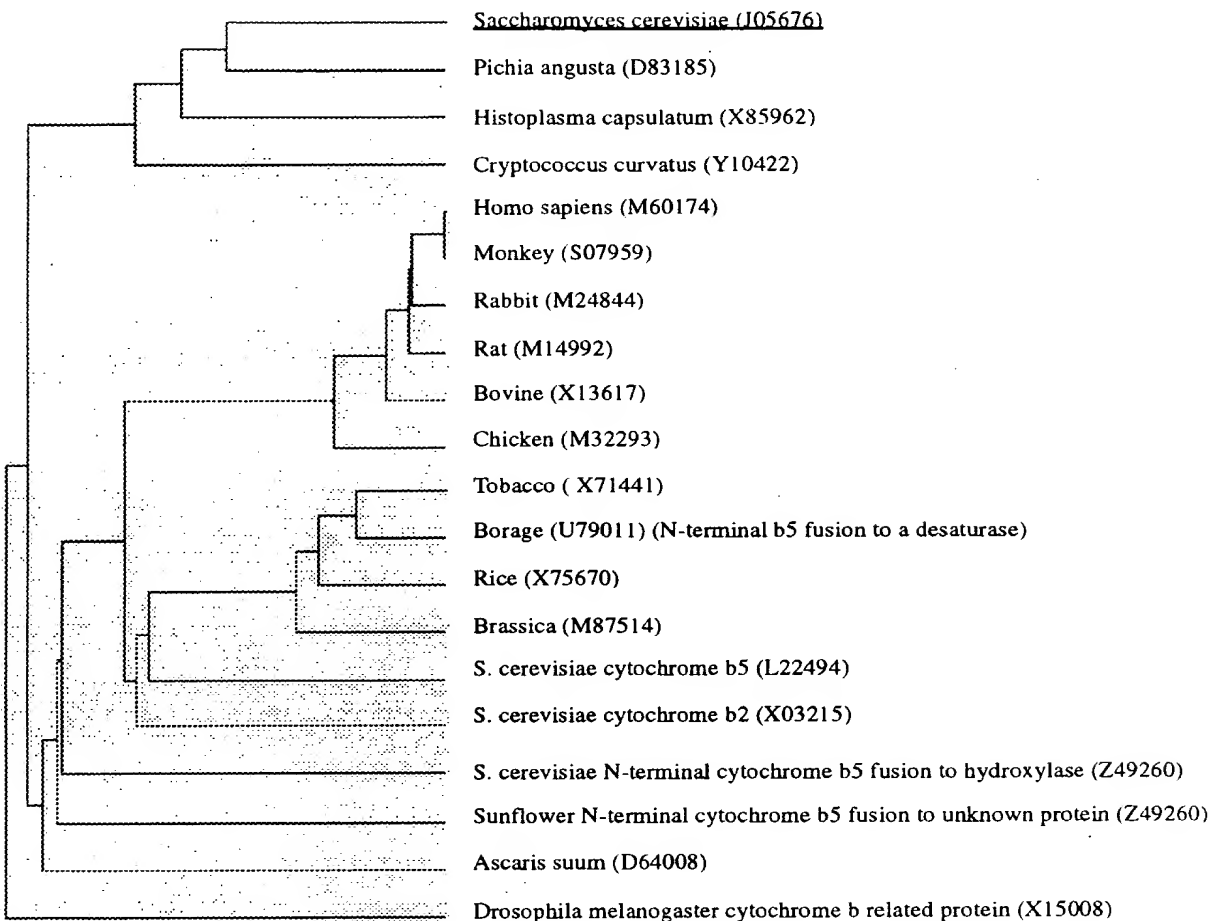 Saccharomyces cerevisiae (J05676)
Pichia angusta (D83185)
Histoplasma capsulatum (X85962)
Cryptococcus curvatus (Y10422)
Homo sapiens (M60174)
Monkey (S07959)
Rabbit (M24844)
Rat (M14992)
Bovine (X13617)
Chicken (M32293)
Tobacco ( X71441)
Borage (U79011) (N-terminal b5 fusion to a desaturase)
Rice (X75670)
Brassica (M87514)
S. cerevisiae cytochrome b5 (L22494)
S. cerevisiae cytochrome b2 (X03215)
S. cerevisiae N-terminal cytochrome b5 fusion to hydroxylase (Z49260)
Sunflower N-terminal cytochrome b5 fusion to unknown protein (Z49260)
Ascaris suum (D64008)
Drosophila melanogaster cytochrome b related protein (X15008)